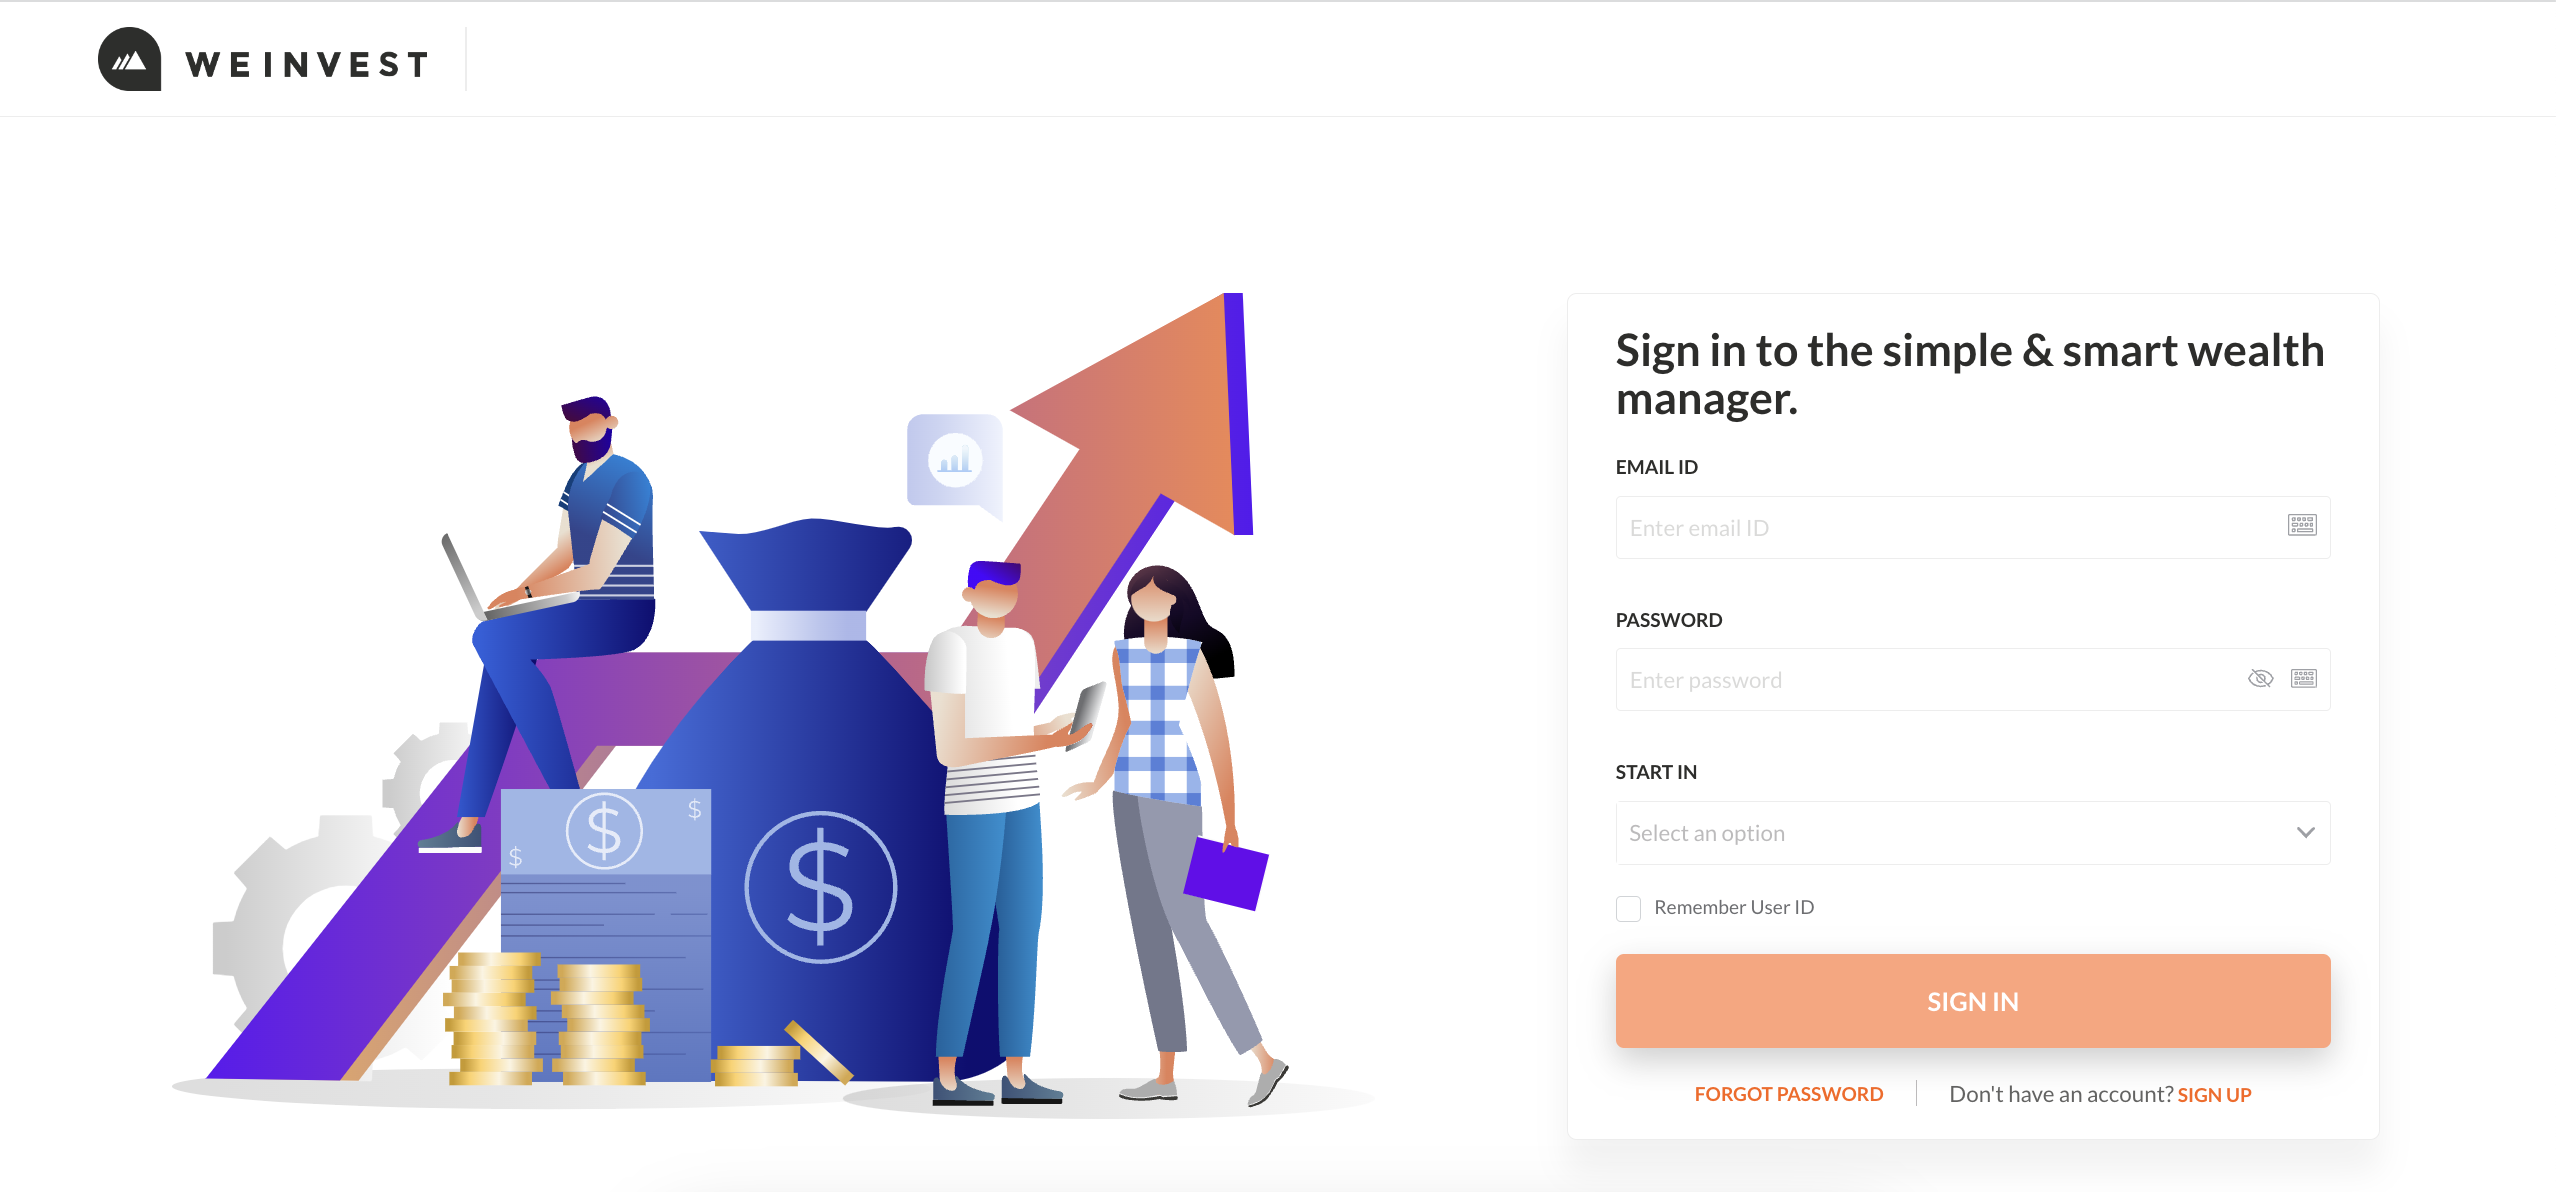 WEINVEST
Sign in to the simple & smart wealth
manager.
EMAIL ID
Enter email ID
PASSWORD
Enter password
START IN
Select an option
Remember User ID
SIGN IN
FORGOT PASSWORD
Don't have an account? SIGN UP
$
$
$
$